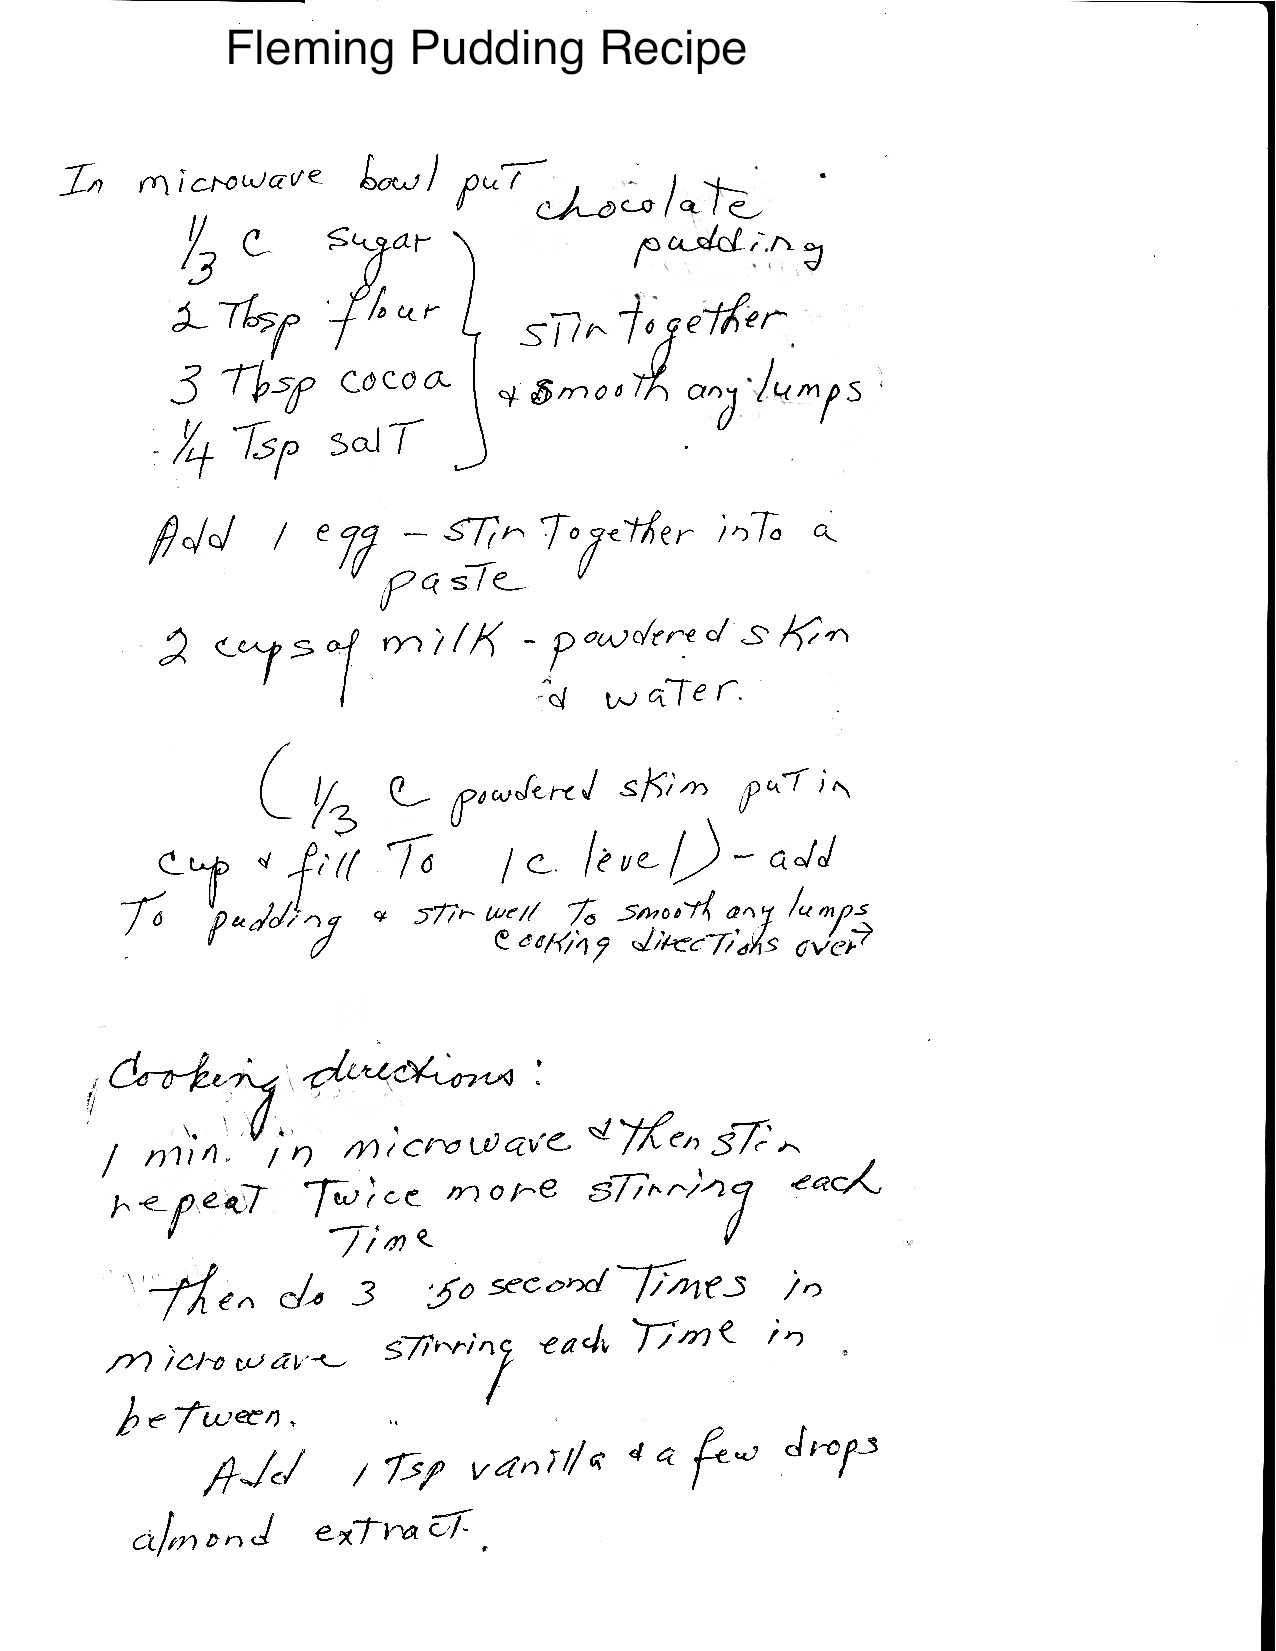 Fleming Pudding Recipe
In microwave bowl put
chocolate
pudding
1/3 C sugar
2 Tbsp flour
3 Tbsp cocoa
1/4 Tsp salt
stir together
& smooth any lumps
Add 1 egg – stir together into a
paste
2 cups of milk - powdered skim
& water.
(1/3 C powdered skim put in
cup & fill to 1 c. level) – add
to pudding & stir well to smooth any lumps
cooking directions over →
Cooking directions:
1 min. in microwave & then stir
repeat twice more stirring each
time
then do 3 50 second times in
microwave stirring each time in
between.
Add 1 Tsp vanilla & a few drops
almond extract.